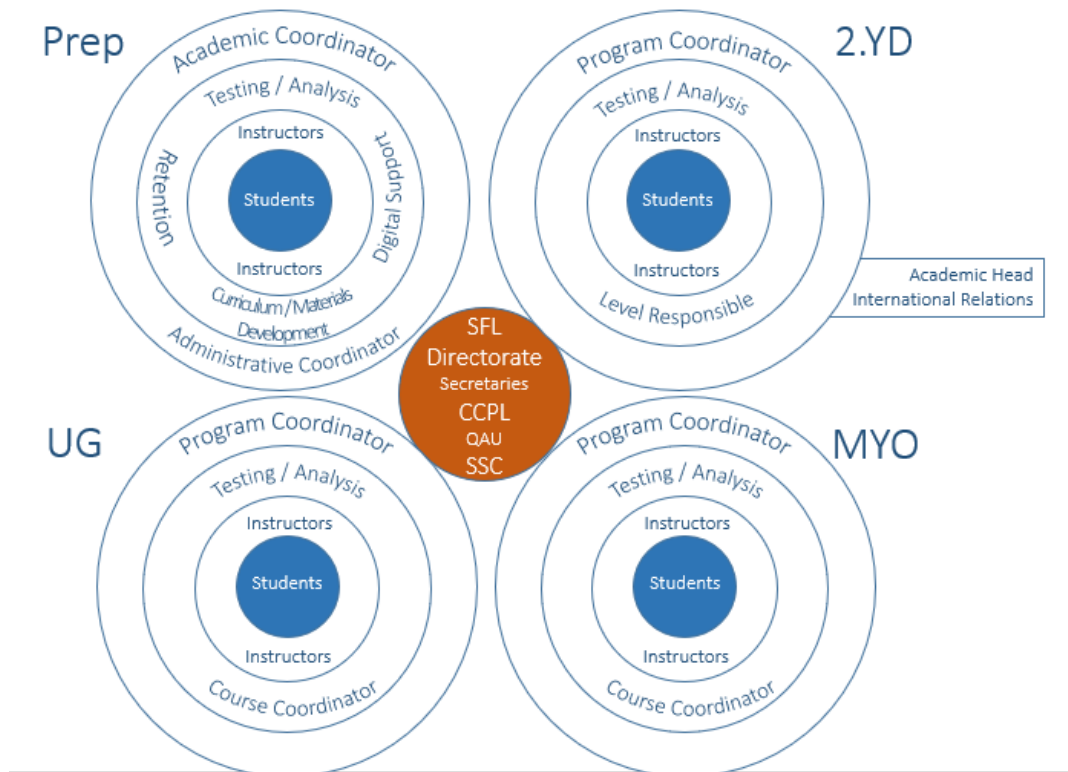 Prep
Academic Coordinator
Testing / Analysis
Retention
Digital Support
Instructors
Students
Instructors
Curriculum / Materials
Development
Administrative Coordinator
2.YD
Program Coordinator
Testing / Analysis
Instructors
Students
Instructors
Level Responsible
Academic Head
International Relations
SFL
Directorate
Secretaries
CCPL
QAU
SSC
UG
Program Coordinator
Testing / Analysis
Instructors
Students
Instructors
Course Coordinator
MYO
Program Coordinator
Testing / Analysis
Instructors
Students
Instructors
Course Coordinator